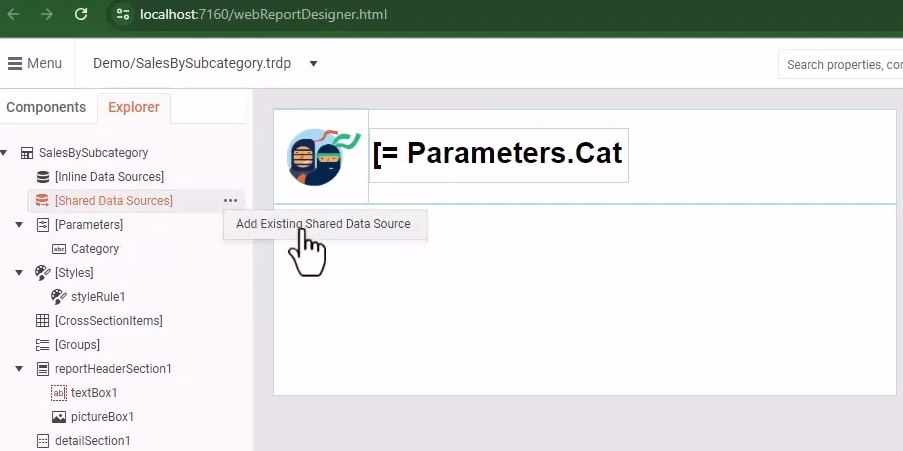 localhost:7160/webReportDesigner.html
Menu
Demo/SalesBySubcategory.trdp
Search properties, cor
Components
Explorer
SalesBySubcategory
[Inline Data Sources]
[Shared Data Sources]
Add Existing Shared Data Source
[Parameters]
abc
Category
[Styles]
styleRule1
[CrossSectionItems]
[Groups]
reportHeaderSection1
ab
textBox1
pictureBox1
detailSection1
[= Parameters.Cat